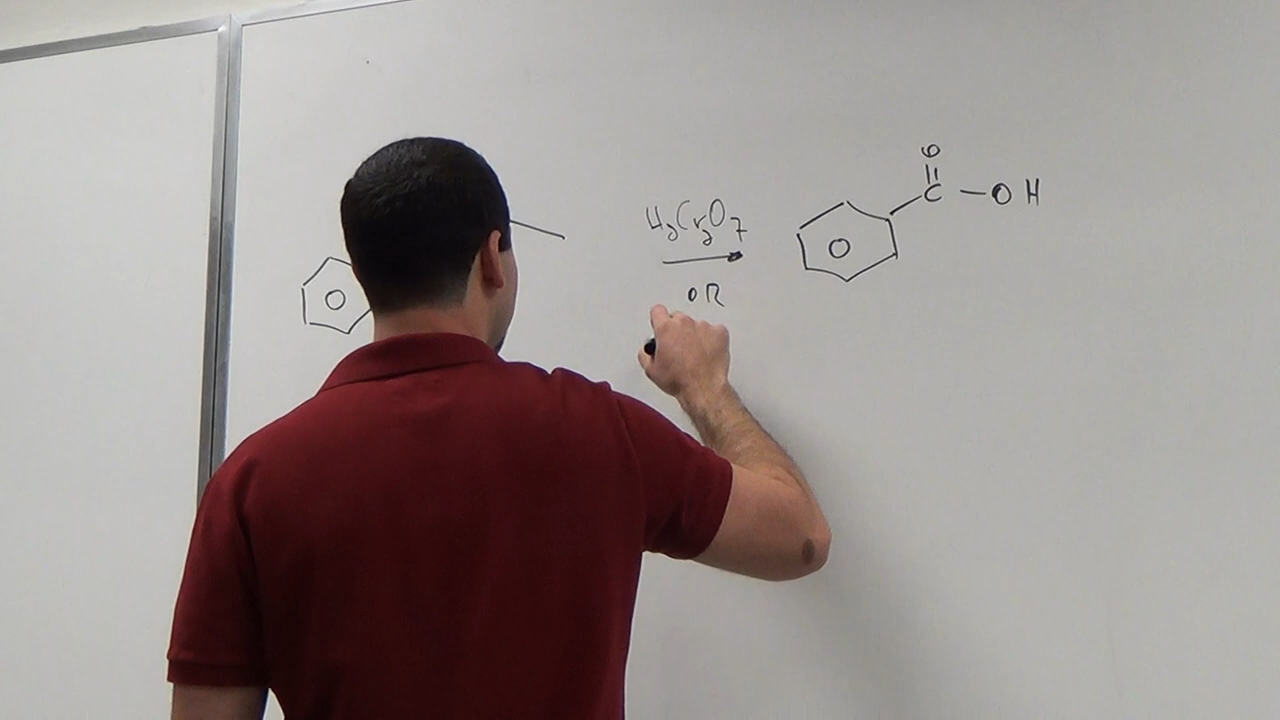 O
||
C — OH
H₂Cr₂O₇
OR